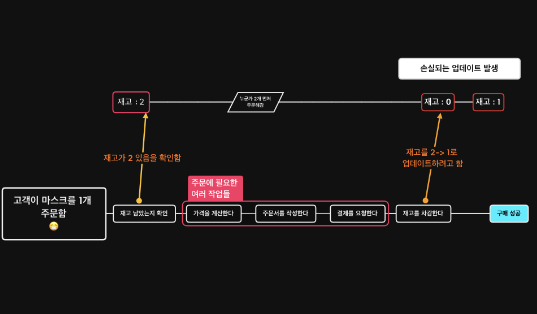 손실되는 업데이트 발생
재고 : 2
누군가 2개 먼저
주문해감
재고 : 0
재고 : 1
재고가 2 있음을 확인함
재고를 2-> 1로
업데이트하려고 함
주문에 필요한
여러 작업들
고객이 마스크를 1개
주문함
재고 남았는지 확인
가격을 계산한다
주문서를 작성한다
결제를 요청한다
재고를 차감한다
구매 성공